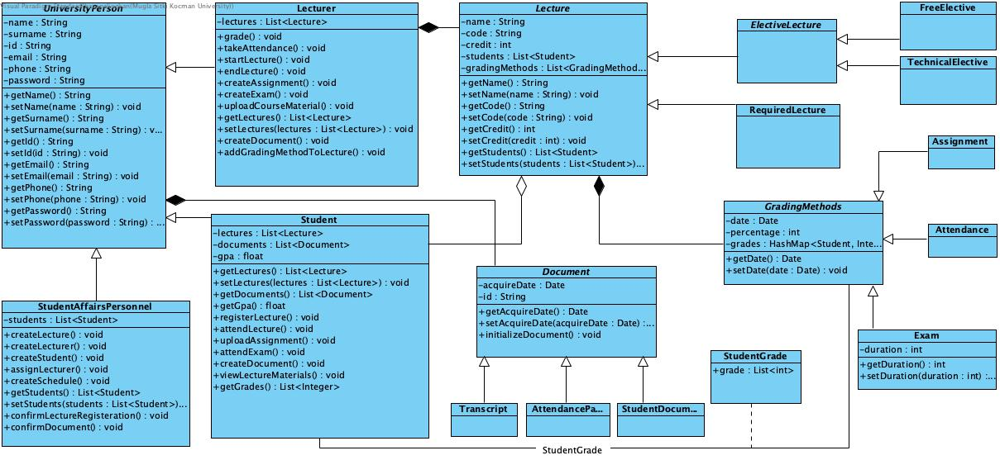 Visual Paradigm Standard(Mugla Sitki Kocman University))
UniversityPerson
-name : String
-surname : String
-id : String
-email : String
-phone : String
-password : String
+getName() : String
+setName(name : String) : void
+getSurname() : String
+setSurname(surname : String) : v...
+getId() : String
+setId(id : String) : void
+getEmail() : String
+setEmail(email : String) : void
+getPhone() : String
+setPhone(phone : String) : void
+getPassword() : String
+setPassword(password : String) : ...
Lecturer
-lectures : List<Lecture>
+grade() : void
+takeAttendance() : void
+startLecture() : void
+endLecture() : void
+createAssignment() : void
+createExam() : void
+uploadCourseMaterial() : void
+getLectures() : List<Lecture>
+setLectures(lectures : List<Lecture>) : void
+createDocument() : void
+addGradingMethodToLecture() : void
Lecture
-name : String
-code : String
-credit : int
-students : List<Student>
-gradingMethods : List<GradingMethod...
+getName() : String
+setName(name : String) : void
+getCode() : String
+setCode(code : String) : void
+getCredit() : int
+setCredit(credit : int) : void
+getStudents() : List<Student>
+setStudents(students : List<Student>)...
ElectiveLecture
FreeElective
TechnicalElective
RequiredLecture
Assignment
GradingMethods
-date : Date
-percentage : int
-grades : HashMap<Student, Inte...
+getDate() : Date
+setDate(date : Date) : void
Attendance
Student
-lectures : List<Lecture>
-documents : List<Document>
-gpa : float
+getLectures() : List<Lecture>
+setLectures(lectures : List<Lecture>) : void
+getDocuments() : List<Document>
+getGpa() : float
+registerLecture() : void
+attendLecture() : void
+uploadAssignment() : void
+attendExam() : void
+createDocument() : void
+viewLectureMaterials() : void
+getGrades() : List<Integer>
Document
-acquireDate : Date
-id : String
+getAcquireDate() : Date
+setAcquireDate(acquireDate : Date) :...
+initializeDocument() : void
StudentAffairsPersonnel
-students : List<Student>
+createLecture() : void
+createLecturer() : void
+createStudent() : void
+assignLecturer() : void
+createSchedule() : void
+getStudents() : List<Student>
+setStudents(students : List<Student>)...
+confirmLectureRegisteration() : void
+confirmDocument() : void
Exam
-duration : int
+getDuration() : int
+setDuration(duration : int) :...
StudentGrade
+grade : List<int>
Transcript
AttendancePa...
StudentDocum...
StudentGrade